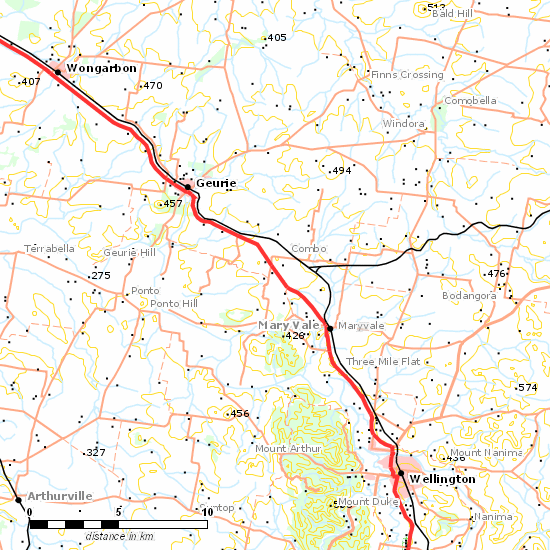 .513
Bald Hill
.405
Wongarbon
Finns Crossing
.407
.470
Comobella
Windora
.494
Geurie
.457
Terrabella
Geurie Hill
Combo
.275
.476
Ponto
Ponto Hill
Bodangora
Mary Vale
Maryvale
.426
Three Mile Flat
.574
.456
Mount Arthur
.327
Mount Nanima
.436
Wellington
Arthurville
Mount Duke
Nanima
0 5 10
distance in km